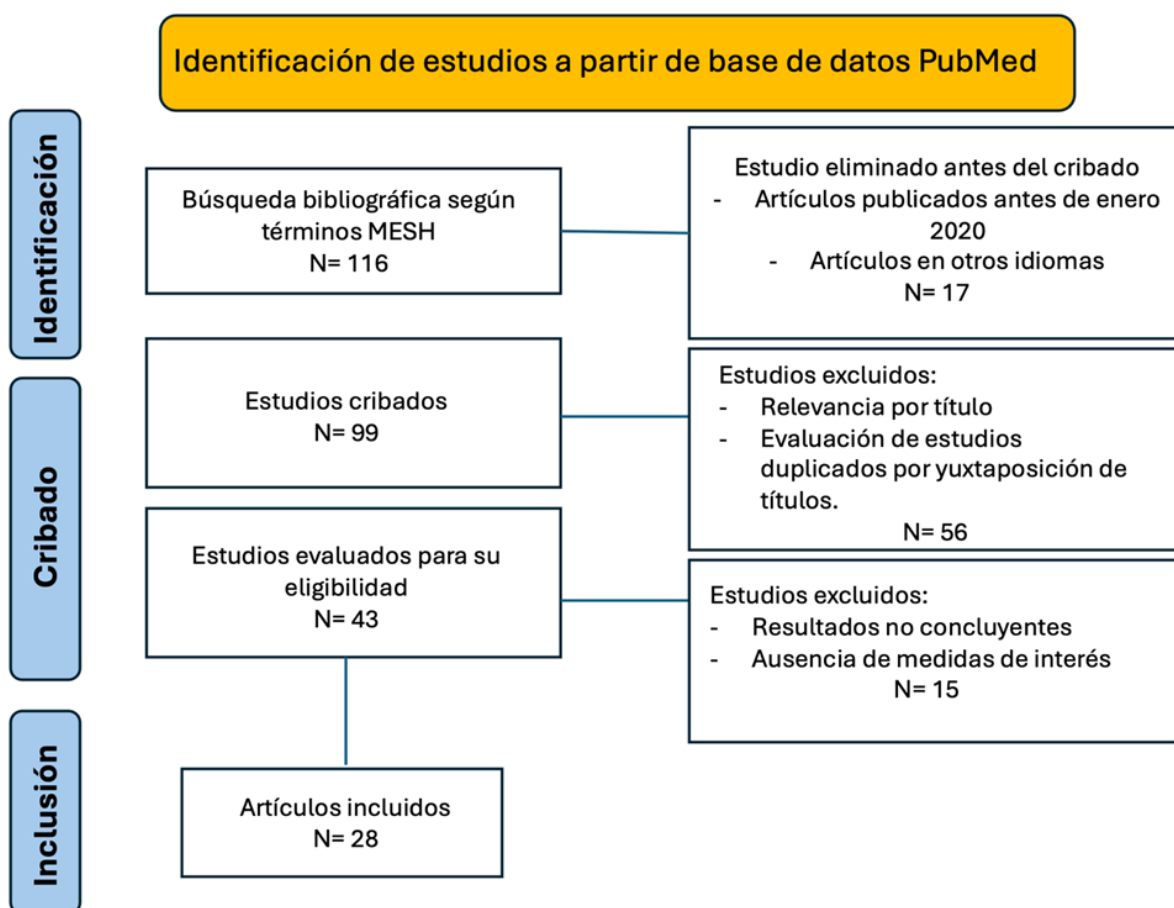 Identificación de estudios a partir de base de datos PubMed
Identificación
Búsqueda bibliográfica según
términos MESH
N= 116
Estudio eliminado antes del cribado
- Artículos publicados antes de enero
2020
- Artículos en otros idiomas
N= 17
Cribado
Estudios cribados
N= 99
Estudios excluidos:
- Relevancia por título
- Evaluación de estudios
duplicados por yuxtaposición de
títulos.
N= 56
Estudios evaluados para su
eligibilidad
N= 43
Estudios excluidos:
- Resultados no concluyentes
- Ausencia de medidas de interés
N= 15
Inclusión
Artículos incluidos
N= 28